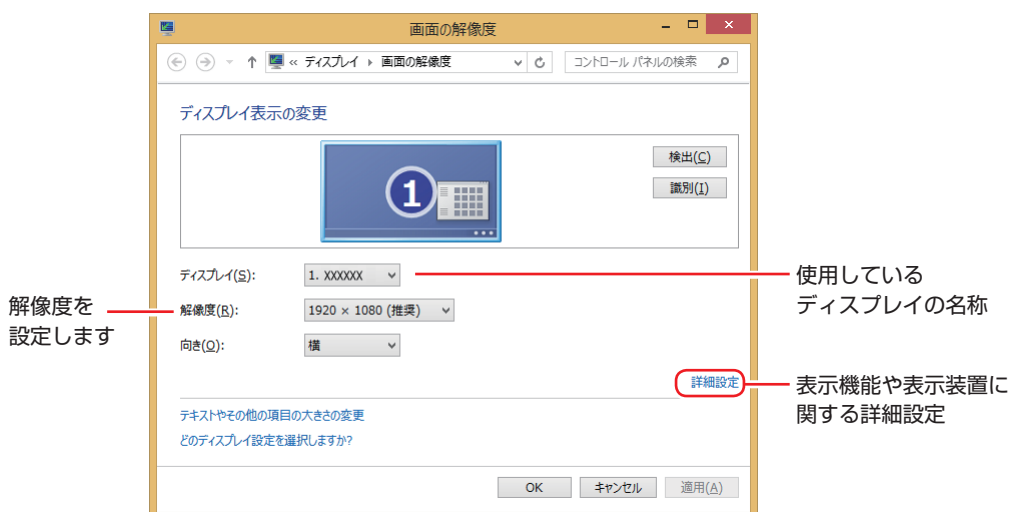 画面の解像度
« ディスプレイ ▸ 画面の解像度
コントロール パネルの検索
ディスプレイ表示の変更
1
検出(C)
識別(I)
ディスプレイ(S): 1. XXXXXX
使用している
ディスプレイの名称
解像度を
設定します
解像度(R): 1920 × 1080 (推奨)
向き(O): 横
詳細設定
表示機能や表示装置に
関する詳細設定
テキストやその他の項目の大きさの変更
どのディスプレイ設定を選択しますか?
OK キャンセル 適用(A)